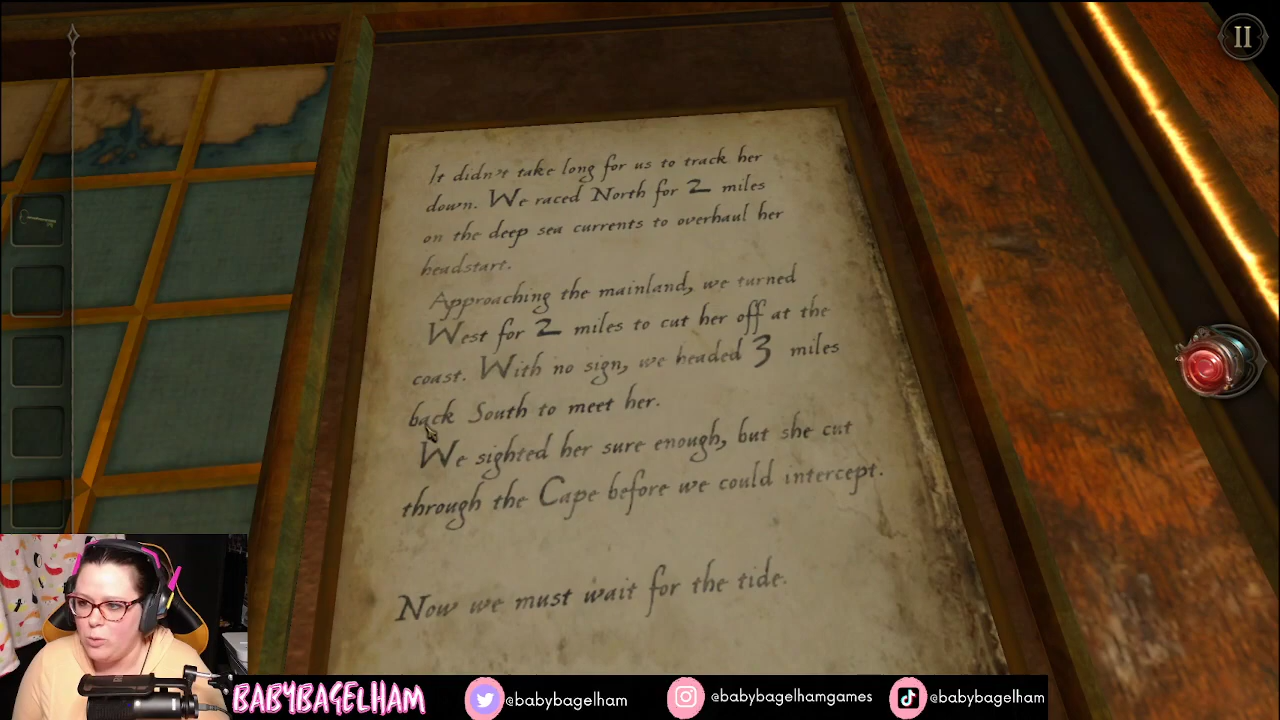 It didn't take long for us to track her
down. We raced North for 2 miles
on the deep sea currents to overhaul her
headstart.
Approaching the mainland, we turned
West for 2 miles to cut her off at the
coast. With no sign, we headed 3 miles
back South to meet her.
We sighted her sure enough, but she cut
through the Cape before we could intercept.
Now we must wait for the tide.
BABYBAGELHAM @babybagelham @babybagelhamgames @babybagelham